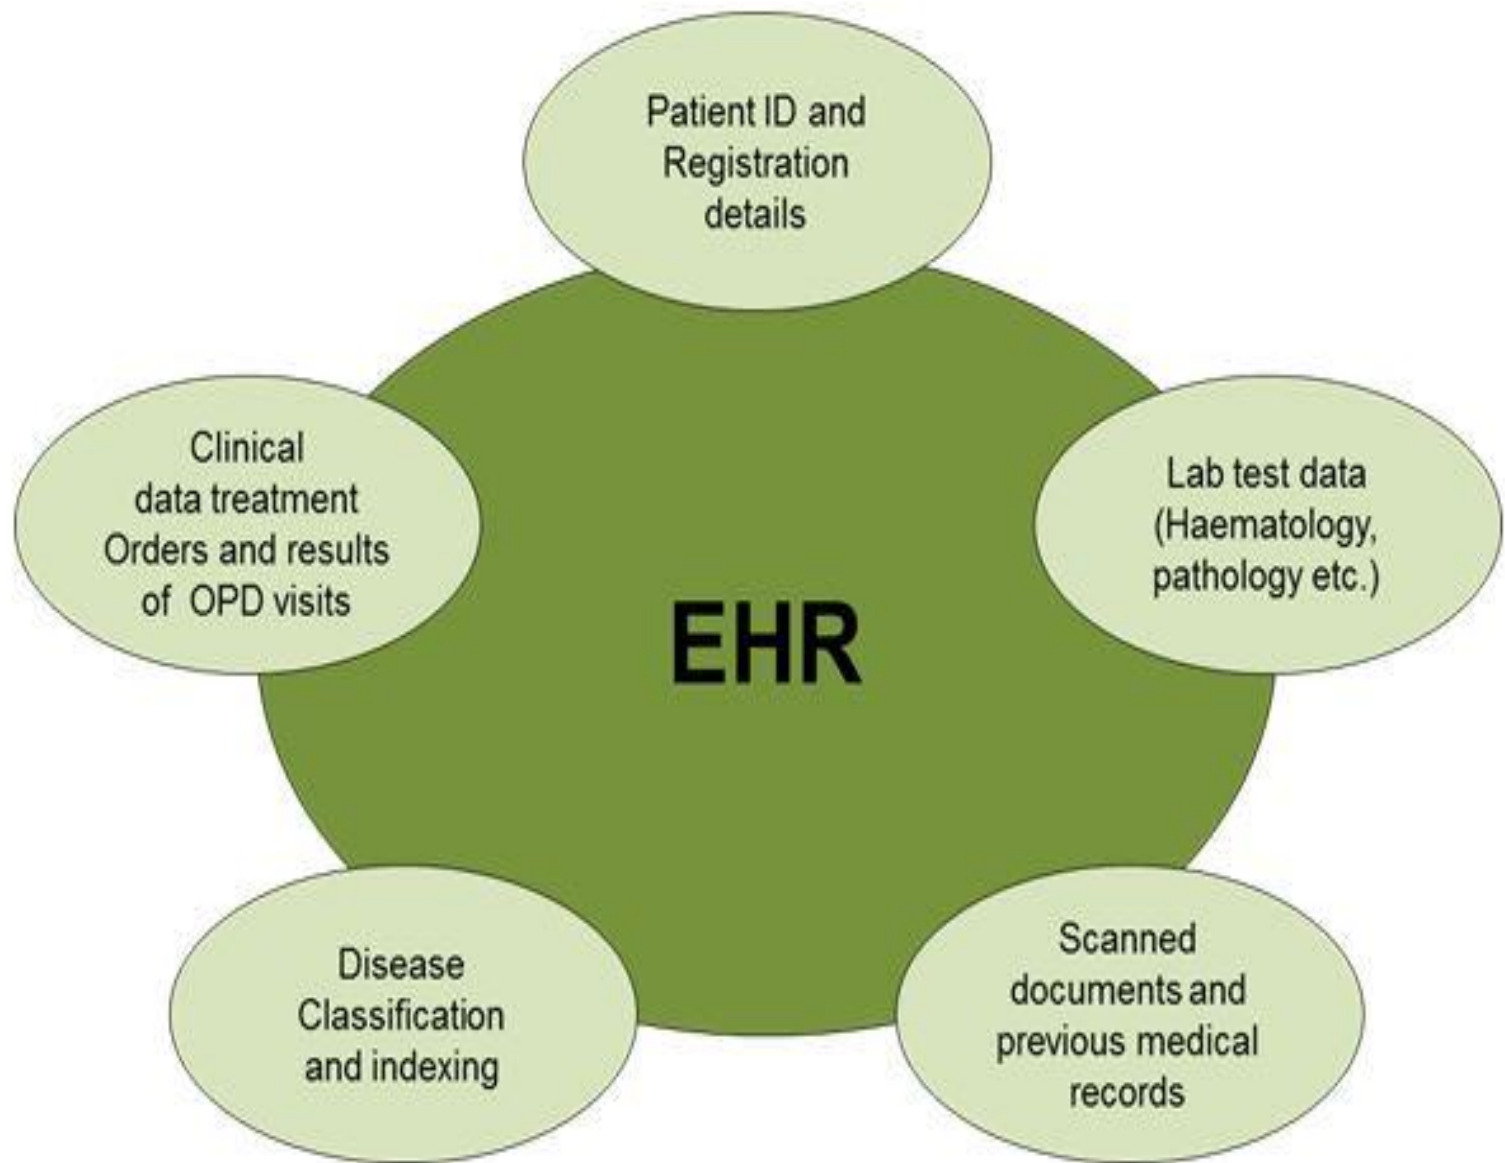 Patient ID and
Registration
details
Clinical
data treatment
Orders and results
of OPD visits
Lab test data
(Haematology,
pathology etc.)
EHR
Disease
Classification
and indexing
Scanned
documents and
previous medical
records